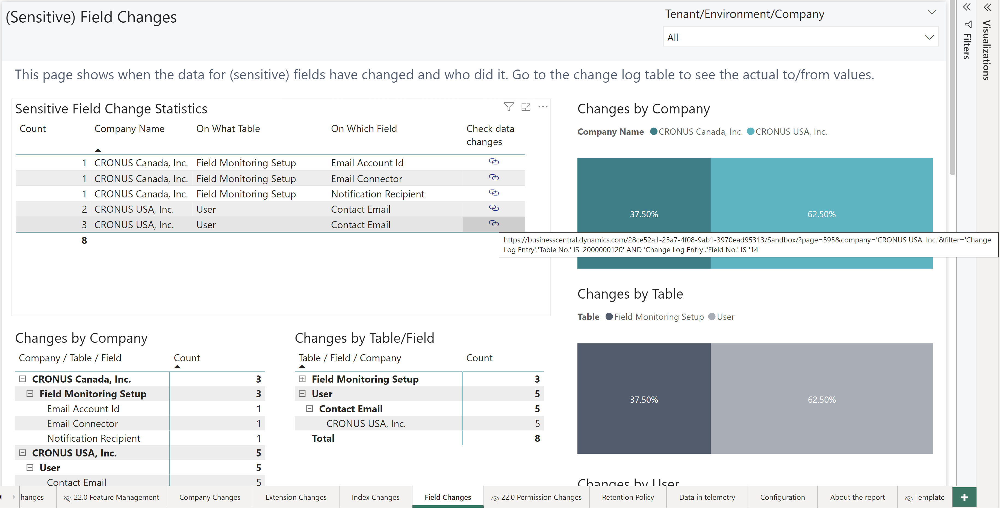 (Sensitive) Field Changes
Tenant/Environment/Company
All
Filters
Visualizations
This page shows when the data for (sensitive) fields have changed and who did it. Go to the change log table to see the actual to/from values.
Sensitive Field Change Statistics
Count Company Name On What Table On Which Field Check data changes
1 CRONUS Canada, Inc. Field Monitoring Setup Email Account Id
1 CRONUS Canada, Inc. Field Monitoring Setup Email Connector
1 CRONUS Canada, Inc. Field Monitoring Setup Notification Recipient
2 CRONUS USA, Inc. User Contact Email
3 CRONUS USA, Inc. User Contact Email
8
https://businesscentral.dynamics.com/28ce52a1-25a7-4f08-9ab1-3970ead95313/Sandbox/?page=595&company='CRONUS USA, Inc.'&filter='Change
Log Entry'.'Table No.' IS '2000000120' AND 'Change Log Entry'.'Field No.' IS '14'
Changes by Company
Company Name CRONUS Canada, Inc. CRONUS USA, Inc.
37.50% 62.50%
Changes by Table
Table Field Monitoring Setup User
37.50% 62.50%
Changes by User
Changes by Company
Company / Table / Field Count
CRONUS Canada, Inc. 3
Field Monitoring Setup 3
Email Account Id 1
Email Connector 1
Notification Recipient 1
CRONUS USA, Inc. 5
User 5
Contact Email 5
Changes by Table/Field
Table / Field / Company Count
Field Monitoring Setup 3
User 5
Contact Email 5
CRONUS USA, Inc. 5
Total 8
hanges 22.0 Feature Management Company Changes Extension Changes Index Changes Field Changes 22.0 Permission Changes Retention Policy Data in telemetry Configuration About the report Template